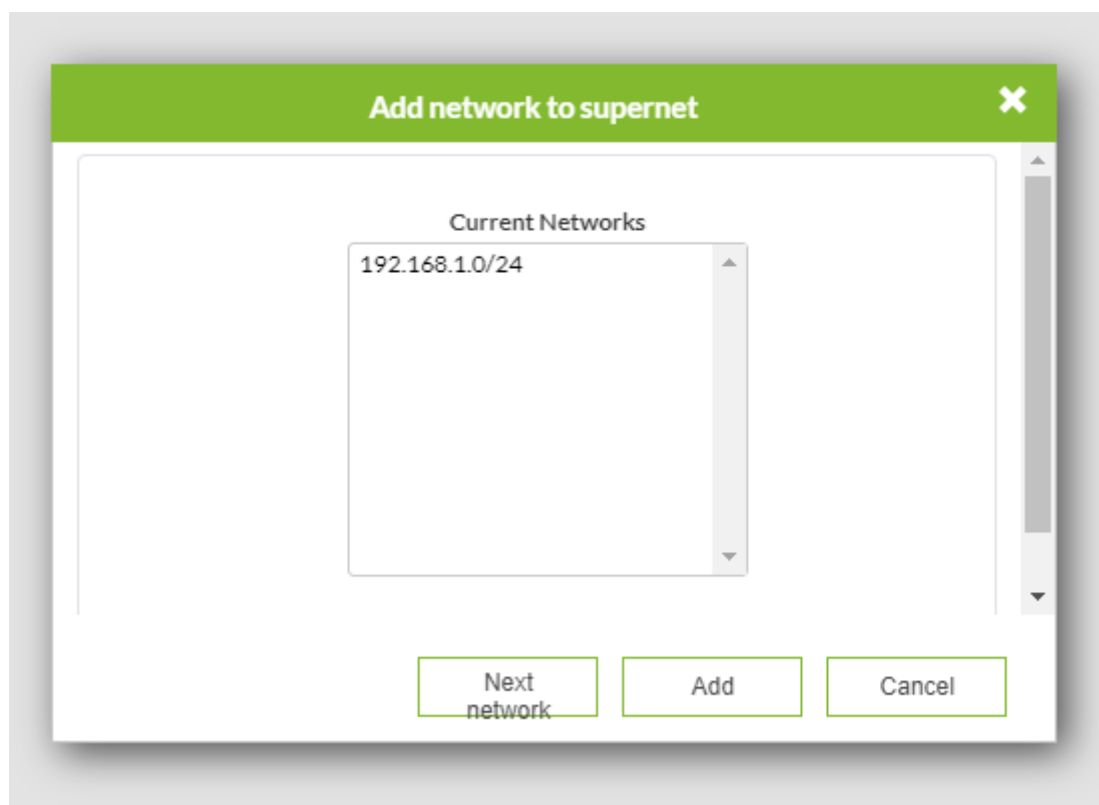 Add network to supernet
Current Networks
192.168.1.0/24
Next
network
Add
Cancel